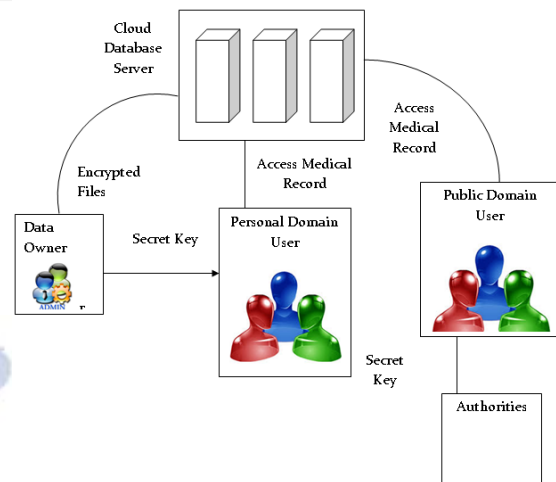 Cloud
Database
Server
Access
Medical
Record
Encrypted
Files
Access Medical
Record
Data
Owner
ADMIN
r
Secret Key
Personal Domain
User
Public Domain
User
Secret
Key
Authorities